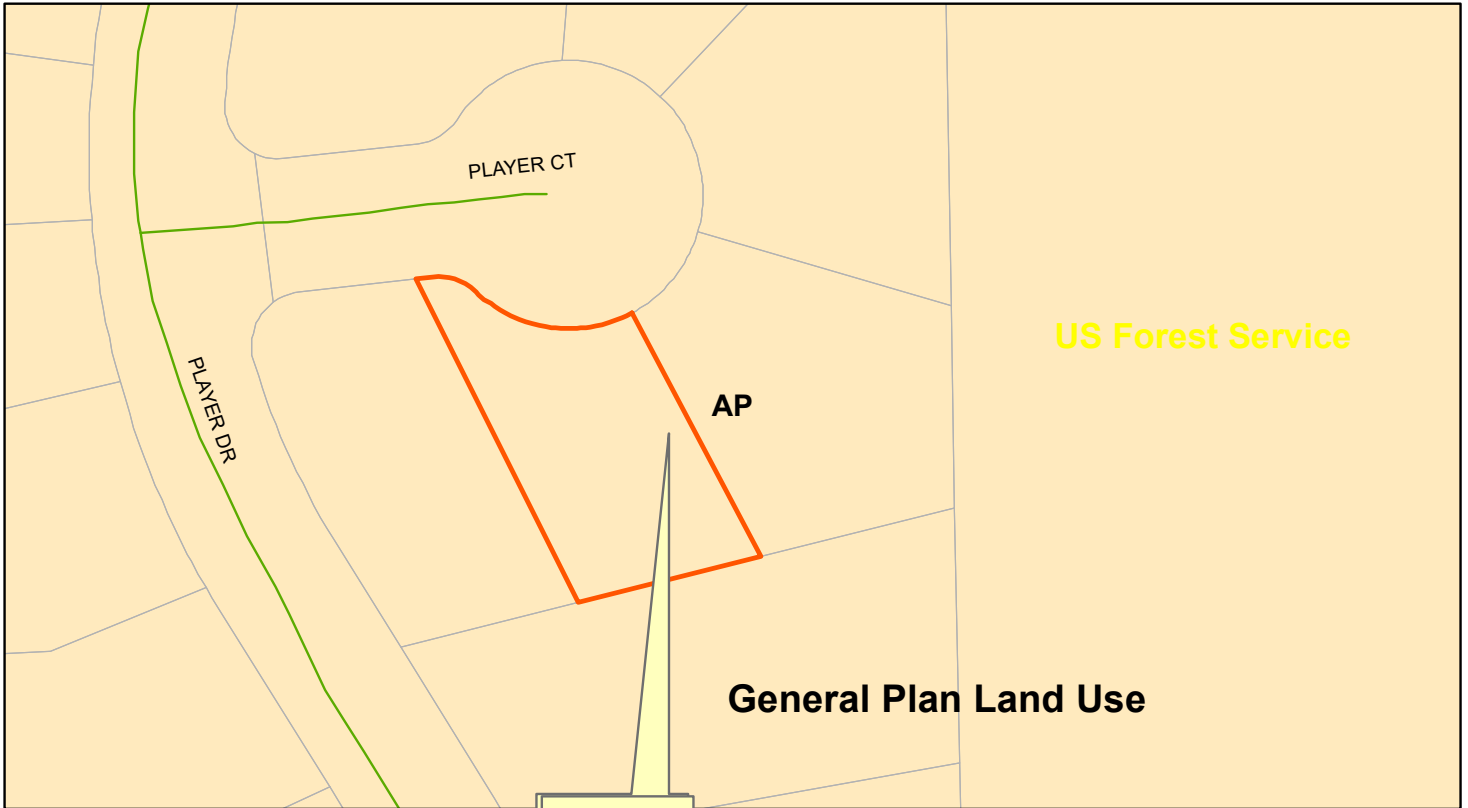 PLAYER CT
US Forest Service
PLAYER DR
AP
General Plan Land Use